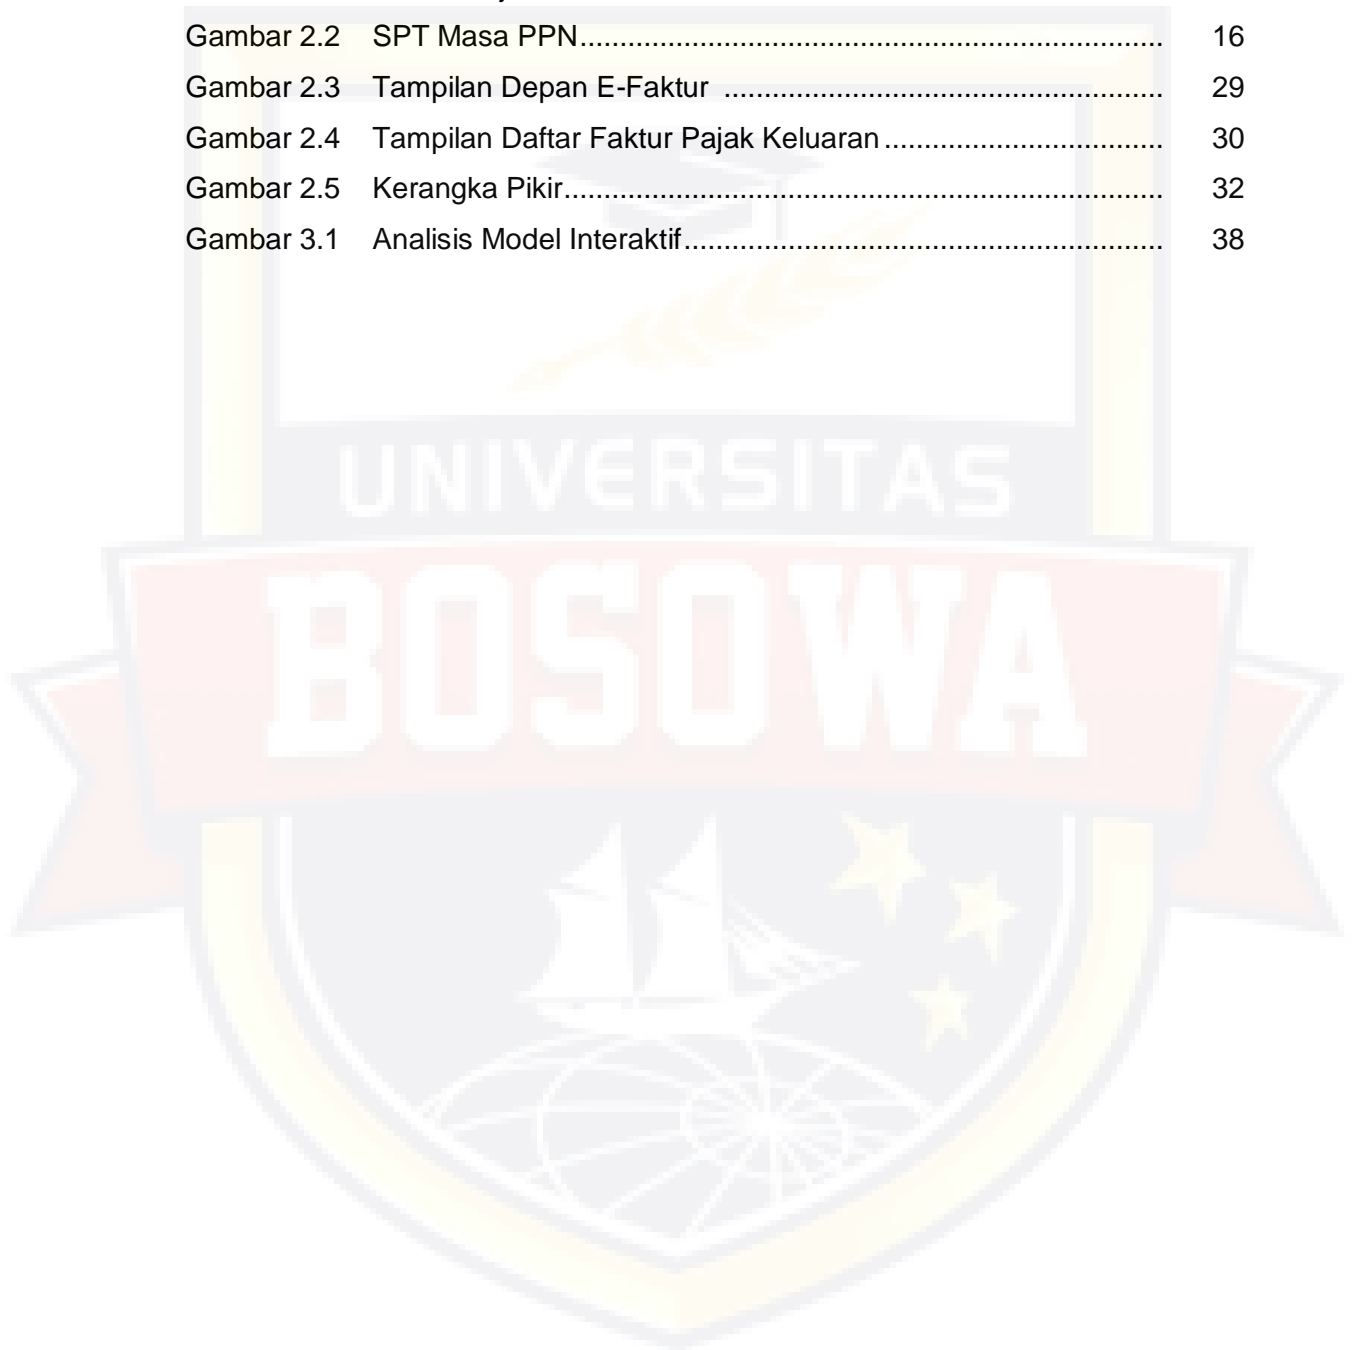 Gambar 2.2 SPT Masa PPN........................................................................ 16
Gambar 2.3 Tampilan Depan E-Faktur ...................................................... 29
Gambar 2.4 Tampilan Daftar Faktur Pajak Keluaran.................................. 30
Gambar 2.5 Kerangka Pikir.......................................................................... 32
Gambar 3.1 Analisis Model Interaktif........................................................... 38
UNIVERSITAS
BOSOWA